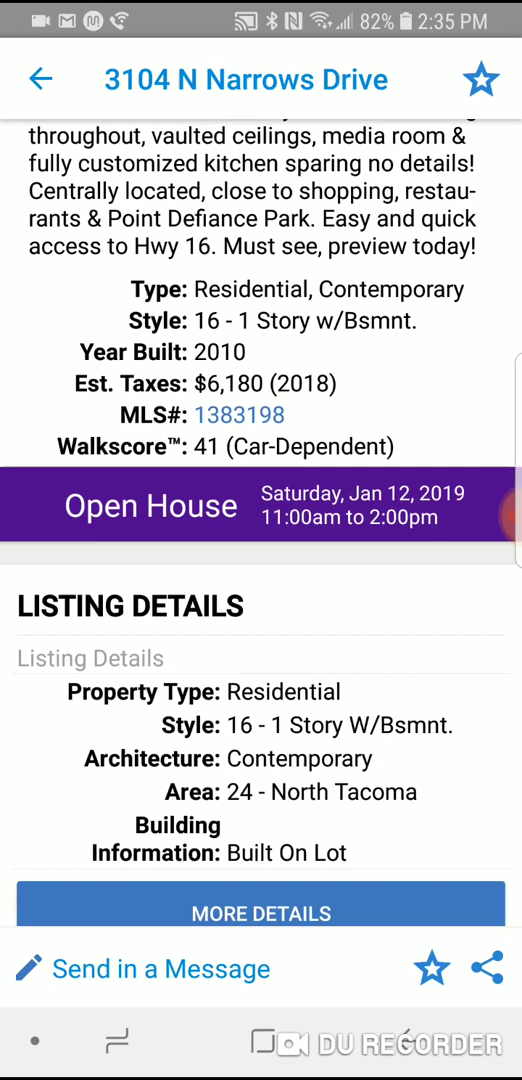 82% 2:35 PM
3104 N Narrows Drive
throughout, vaulted ceilings, media room &
fully customized kitchen sparing no details!
Centrally located, close to shopping, restau-
rants & Point Defiance Park. Easy and quick
access to Hwy 16. Must see, preview today!
Type: Residential, Contemporary
Style: 16 - 1 Story w/Bsmnt.
Year Built: 2010
Est. Taxes: $6,180 (2018)
MLS#: 1383198
Walkscore™: 41 (Car-Dependent)
Open House
Saturday, Jan 12, 2019
11:00am to 2:00pm
LISTING DETAILS
Listing Details
Property Type: Residential
Style: 16 - 1 Story W/Bsmnt.
Architecture: Contemporary
Area: 24 - North Tacoma
Building
Information: Built On Lot
MORE DETAILS
Send in a Message
DU RECORDER